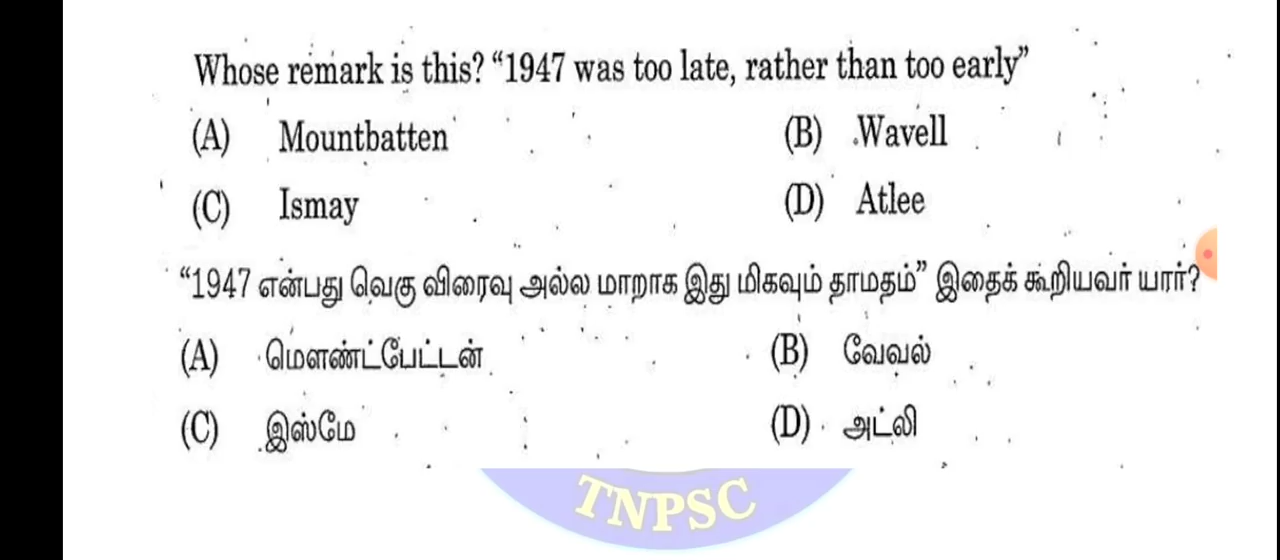 Whose remark is this? “1947 was too late, rather than too early”
(A) Mountbatten (B) Wavell
(C) Ismay (D) Atlee
“1947 என்பது வெகு விரைவு அல்ல மாறாக இது மிகவும் தாமதம்” இதைக் கூறியவர் யார்?
(A) மௌண்ட்பேட்டன் (B) வேவல்
(C) இஸ்மே (D) அட்லி
TNPSC